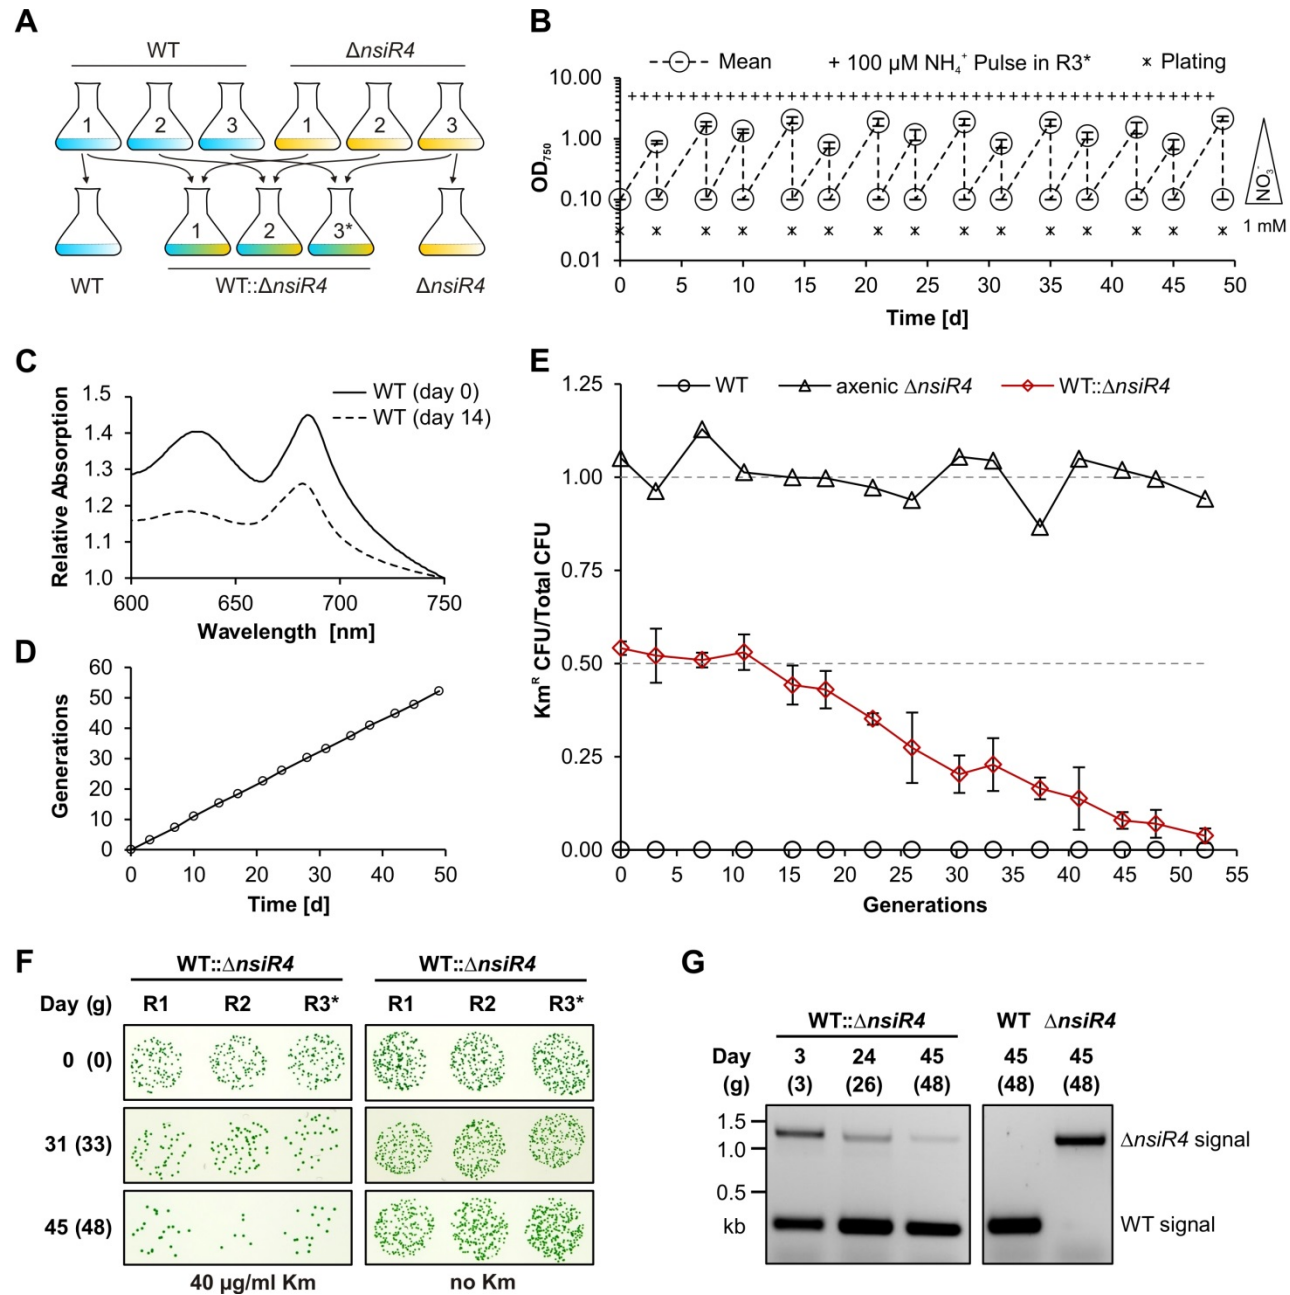 A
WT ΔnsiR4
1 2 3 1 2 3
1 2 3*
WT WT::ΔnsiR4 ΔnsiR4
B
Mean + 100 µM NH₄⁺ Pulse in R3* Plating
OD₇₅₀
10.00
1.00
0.10
0.01
0 5 10 15 20 25 30 35 40 45 50
Time [d]
NO₃⁻
1 mM
C
WT (day 0)
WT (day 14)
Relative Absorption
1.5
1.4
1.3
1.2
1.1
1.0
600 650 700 750
Wavelength [nm]
D
Generations
60
50
40
30
20
10
0
0 10 20 30 40 50
Time [d]
E
WT axenic ΔnsiR4 WT::ΔnsiR4
Kmᴿ CFU/Total CFU
1.25
1.00
0.75
0.50
0.25
0.00
0 5 10 15 20 25 30 35 40 45 50 55
Generations
F
WT::ΔnsiR4 WT::ΔnsiR4
Day (g) R1 R2 R3* R1 R2 R3*
0 (0)
31 (33)
45 (48)
40 µg/ml Km no Km
G
WT::ΔnsiR4 WT ΔnsiR4
Day 3 24 45 45 45
(g) (3) (26) (48) (48) (48)
1.5
1.0
0.5
kb
ΔnsiR4 signal
WT signal